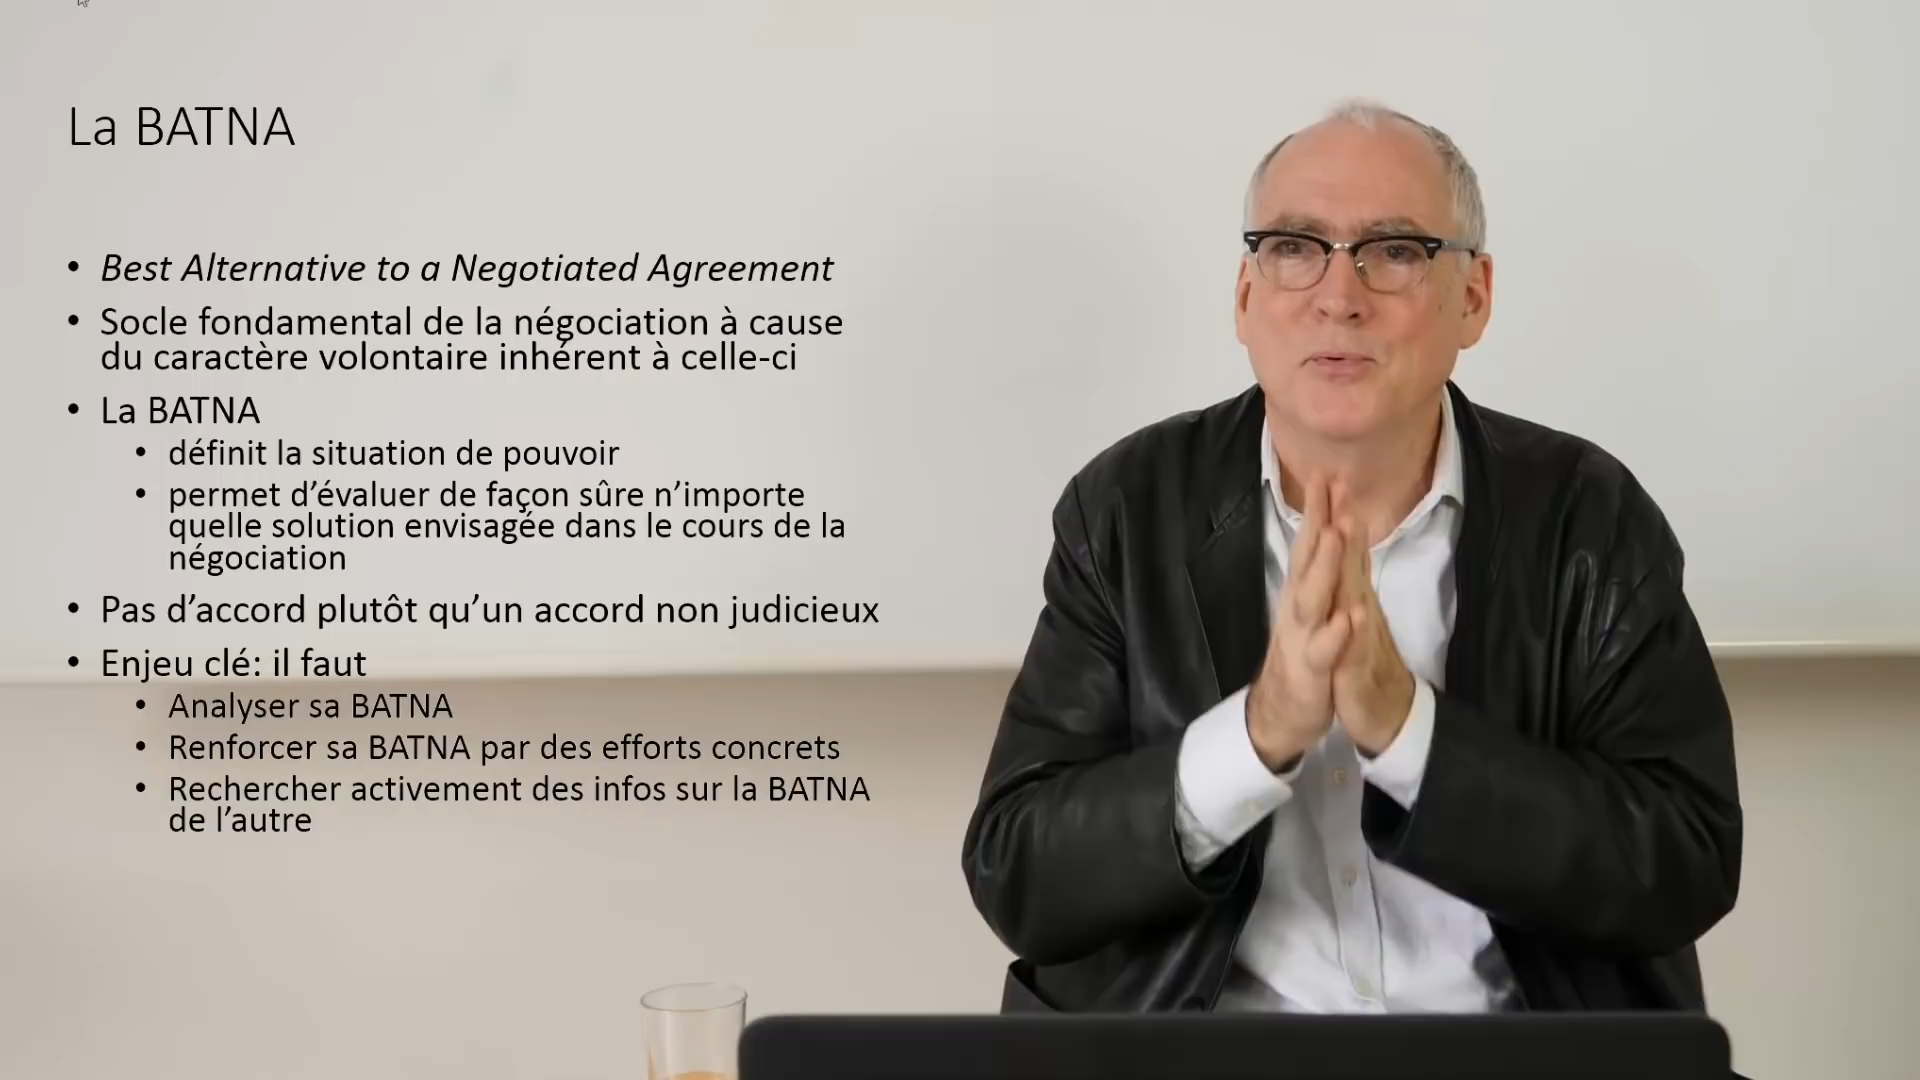 La BATNA
• Best Alternative to a Negotiated Agreement
• Socle fondamental de la négociation à cause
du caractère volontaire inhérent à celle-ci
• La BATNA
• définit la situation de pouvoir
• permet d’évaluer de façon sûre n’importe
quelle solution envisagée dans le cours de la
négociation
• Pas d’accord plutôt qu’un accord non judicieux
• Enjeu clé: il faut
• Analyser sa BATNA
• Renforcer sa BATNA par des efforts concrets
• Rechercher activement des infos sur la BATNA
de l’autre